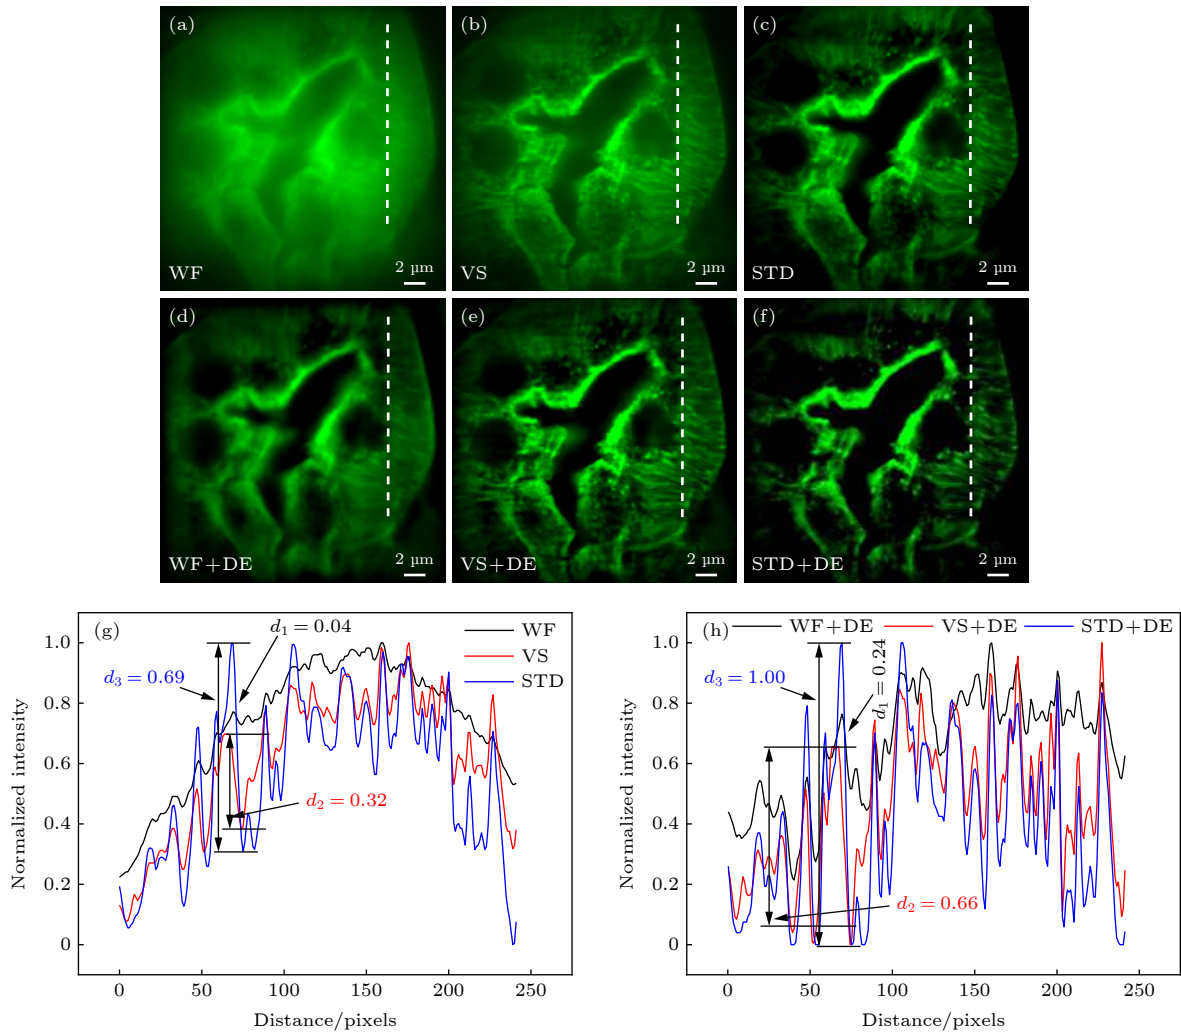 (a)
WF
2 µm
(b)
VS
2 µm
(c)
STD
2 µm
(d)
WF+DE
2 µm
(e)
VS+DE
2 µm
(f)
STD+DE
2 µm
(g)
d₁ = 0.04
WF
VS
STD
d₃ = 0.69
d₂ = 0.32
1.0
0.8
0.6
0.4
0.2
0
Normalized intensity
0 50 100 150 200 250
Distance/pixels
(h)
WF+DE VS+DE STD+DE
d₃ = 1.00
d₁ = 0.24
d₂ = 0.66
1.0
0.8
0.6
0.4
0.2
0
Normalized intensity
0 50 100 150 200 250
Distance/pixels